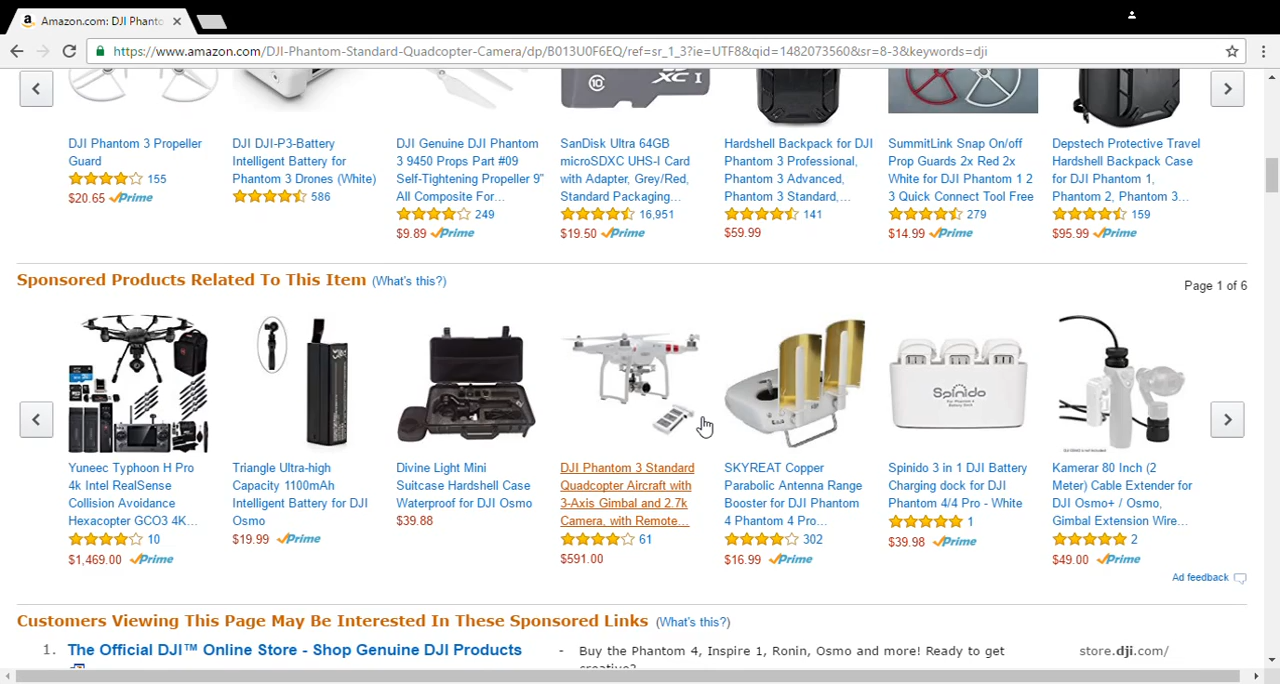 Amazon.com: DJI Phanto
https://www.amazon.com/DJI-Phantom-Standard-Quadcopter-Camera/dp/B013U0F6EQ/ref=sr_1_3?ie=UTF8&qid=1482073560&sr=8-3&keywords=dji
DJI Phantom 3 Propeller
Guard
155
$20.65 Prime
DJI DJI-P3-Battery
Intelligent Battery for
Phantom 3 Drones (White)
586
DJI Genuine DJI Phantom
3 9450 Props Part #09
Self-Tightening Propeller 9"
All Composite For...
249
$9.89 Prime
SanDisk Ultra 64GB
microSDXC UHS-I Card
with Adapter, Grey/Red,
Standard Packaging...
16,951
$19.50 Prime
Hardshell Backpack for DJI
Phantom 3 Professional,
Phantom 3 Advanced,
Phantom 3 Standard,...
141
$59.99
SummitLink Snap On/off
Prop Guards 2x Red 2x
White for DJI Phantom 1 2
3 Quick Connect Tool Free
279
$14.99 Prime
Depstech Protective Travel
Hardshell Backpack Case
for DJI Phantom 1,
Phantom 2, Phantom 3...
159
$95.99 Prime
Sponsored Products Related To This Item (What's this?)
Page 1 of 6
Spinido
Yuneec Typhoon H Pro
4k Intel RealSense
Collision Avoidance
Hexacopter GCO3 4K...
10
$1,469.00 Prime
Triangle Ultra-high
Capacity 1100mAh
Intelligent Battery for DJI
Osmo
$19.99 Prime
Divine Light Mini
Suitcase Hardshell Case
Waterproof for DJI Osmo
$39.88
DJI Phantom 3 Standard
Quadcopter Aircraft with
3-Axis Gimbal and 2.7k
Camera, with Remote...
61
$591.00
SKYREAT Copper
Parabolic Antenna Range
Booster for DJI Phantom
4 Phantom 4 Pro...
302
$16.99 Prime
Spinido 3 in 1 DJI Battery
Charging dock for DJI
Phantom 4/4 Pro - White
1
$39.98 Prime
Kamerar 80 Inch (2
Meter) Cable Extender for
DJI Osmo+ / Osmo,
Gimbal Extension Wire...
2
$49.00 Prime
Ad feedback
Customers Viewing This Page May Be Interested In These Sponsored Links (What's this?)
1. The Official DJI™ Online Store - Shop Genuine DJI Products
- Buy the Phantom 4, Inspire 1, Ronin, Osmo and more! Ready to get
creative?
store.dji.com/